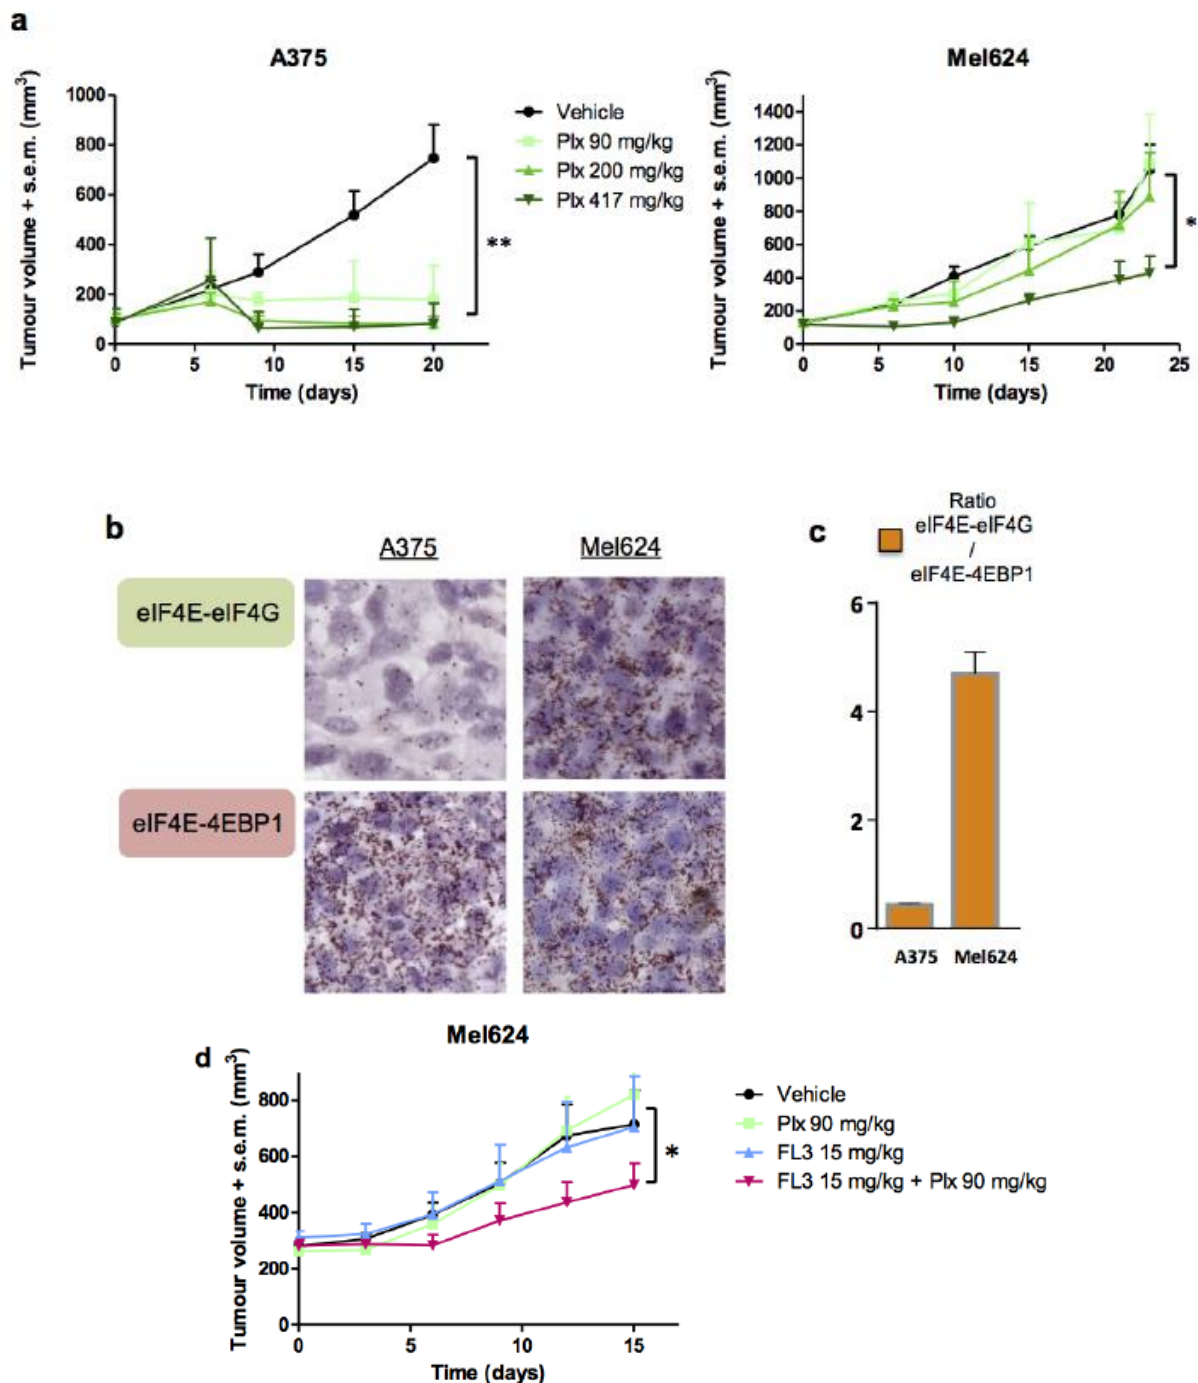 a
A375
Tumour volume + s.e.m. (mm³)
1000
800
600
400
200
0
0 5 10 15 20
Time (days)
**
Vehicle
Plx 90 mg/kg
Plx 200 mg/kg
Plx 417 mg/kg
Mel624
Tumour volume + s.e.m. (mm³)
1400
1200
1000
800
600
400
200
0
0 5 10 15 20 25
Time (days)
*
b
A375 Mel624
eIF4E-eIF4G
eIF4E-4EBP1
c
Ratio
eIF4E-eIF4G
/
eIF4E-4EBP1
6
4
2
0
A375 Mel624
d
Mel624
Tumour volume + s.e.m. (mm³)
800
600
400
200
0
0 5 10 15
Time (days)
*
Vehicle
Plx 90 mg/kg
FL3 15 mg/kg
FL3 15 mg/kg + Plx 90 mg/kg